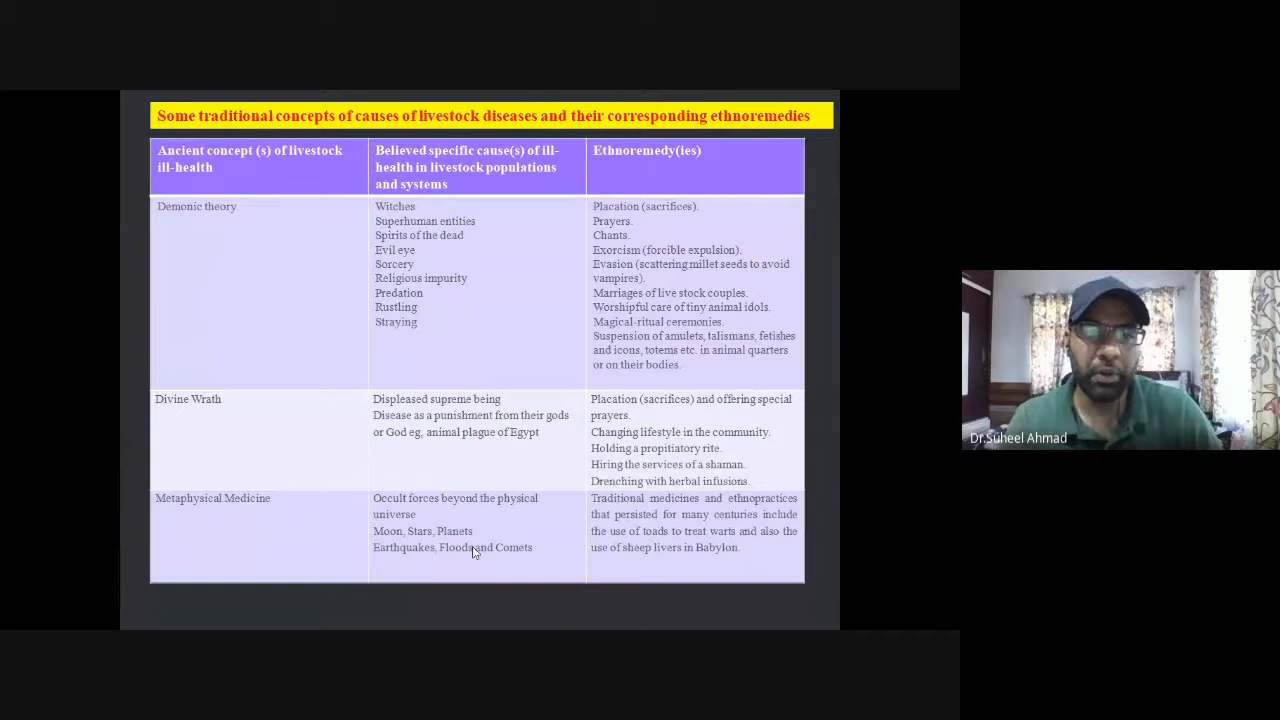 Some traditional concepts of causes of livestock diseases and their corresponding ethnoremedies
Ancient concept (s) of livestock
ill-health
Believed specific cause(s) of ill-
health in livestock populations
and systems
Ethnoremedy(ies)
Demonic theory
Witches
Superhuman entities
Spirits of the dead
Evil eye
Sorcery
Religious impurity
Predation
Rustling
Straying
Placation (sacrifices).
Prayers.
Chants.
Exorcism (forcible expulsion).
Evasion (scattering millet seeds to avoid
vampires).
Marriages of live stock couples.
Worshipful care of tiny animal idols.
Magical-ritual ceremonies.
Suspension of amulets, talismans, fetishes
and icons, totems etc. in animal quarters
or on their bodies.
Divine Wrath
Displeased supreme being
Disease as a punishment from their gods
or God eg, animal plague of Egypt
Placation (sacrifices) and offering special
prayers.
Changing lifestyle in the community.
Holding a propitiatory rite.
Hiring the services of a shaman.
Drenching with herbal infusions.
Metaphysical Medicine
Occult forces beyond the physical
universe
Moon, Stars, Planets
Earthquakes, Floods and Comets
Traditional medicines and ethnopractices
that persisted for many centuries include
the use of toads to treat warts and also the
use of sheep livers in Babylon.
Dr.Suheel Ahmad